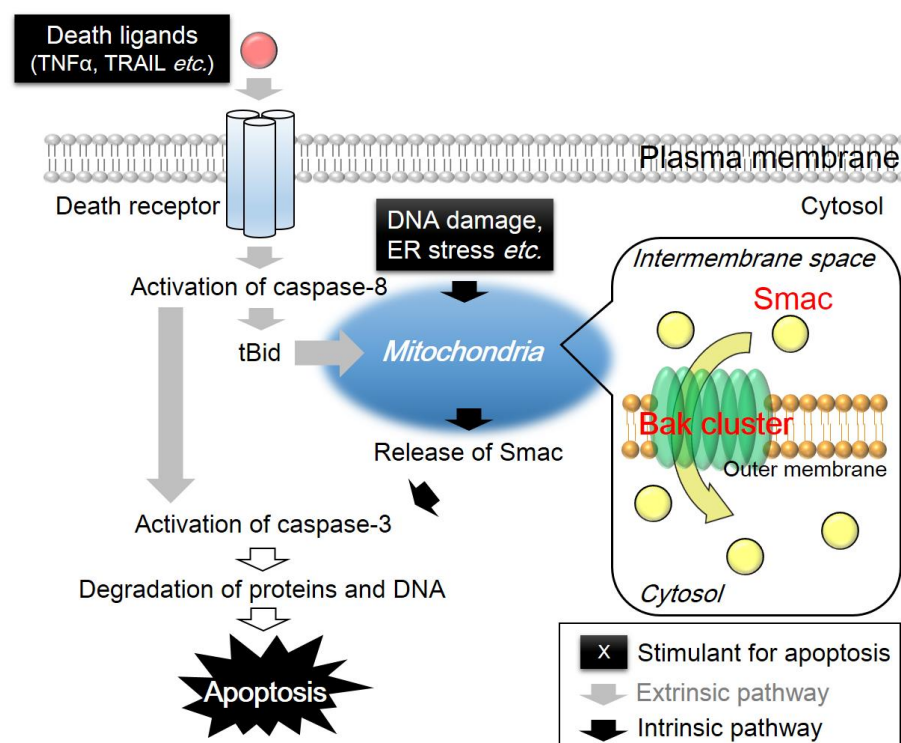 Death ligands
(TNFα, TRAIL etc.)
Plasma membrane
Death receptor
Cytosol
DNA damage,
ER stress etc.
Intermembrane space
Activation of caspase-8
Smac
tBid
Mitochondria
Bak cluster
Release of Smac
Outer membrane
Activation of caspase-3
Degradation of proteins and DNA
Cytosol
Apoptosis
X Stimulant for apoptosis
Extrinsic pathway
Intrinsic pathway